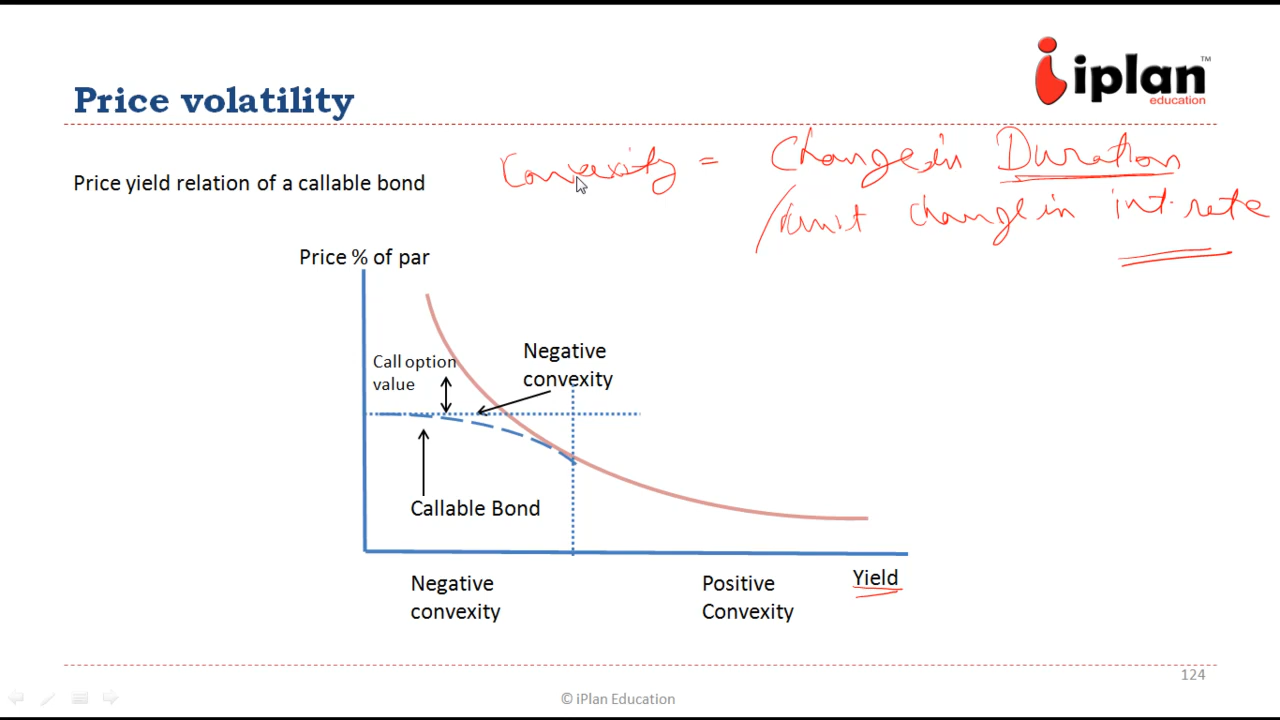 iplan™
education
Price volatility
Convexity = Change in Duration
/unit change in int. rate
Price yield relation of a callable bond
Price % of par
Call option
value
Negative
convexity
Callable Bond
Negative
convexity
Positive
Convexity
Yield
124
© iPlan Education